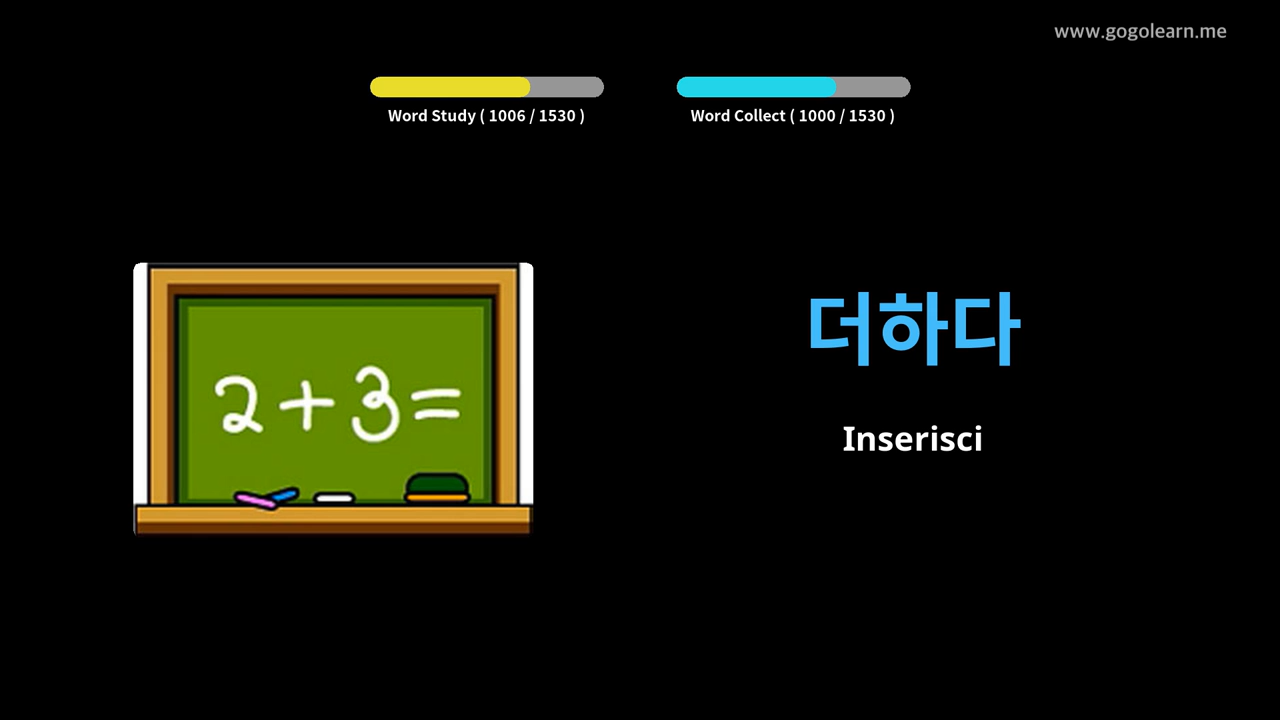 www.gogolearn.me
Word Study ( 1006 / 1530 )
Word Collect ( 1000 / 1530 )
2 + 3 =
더하다
Inserisci